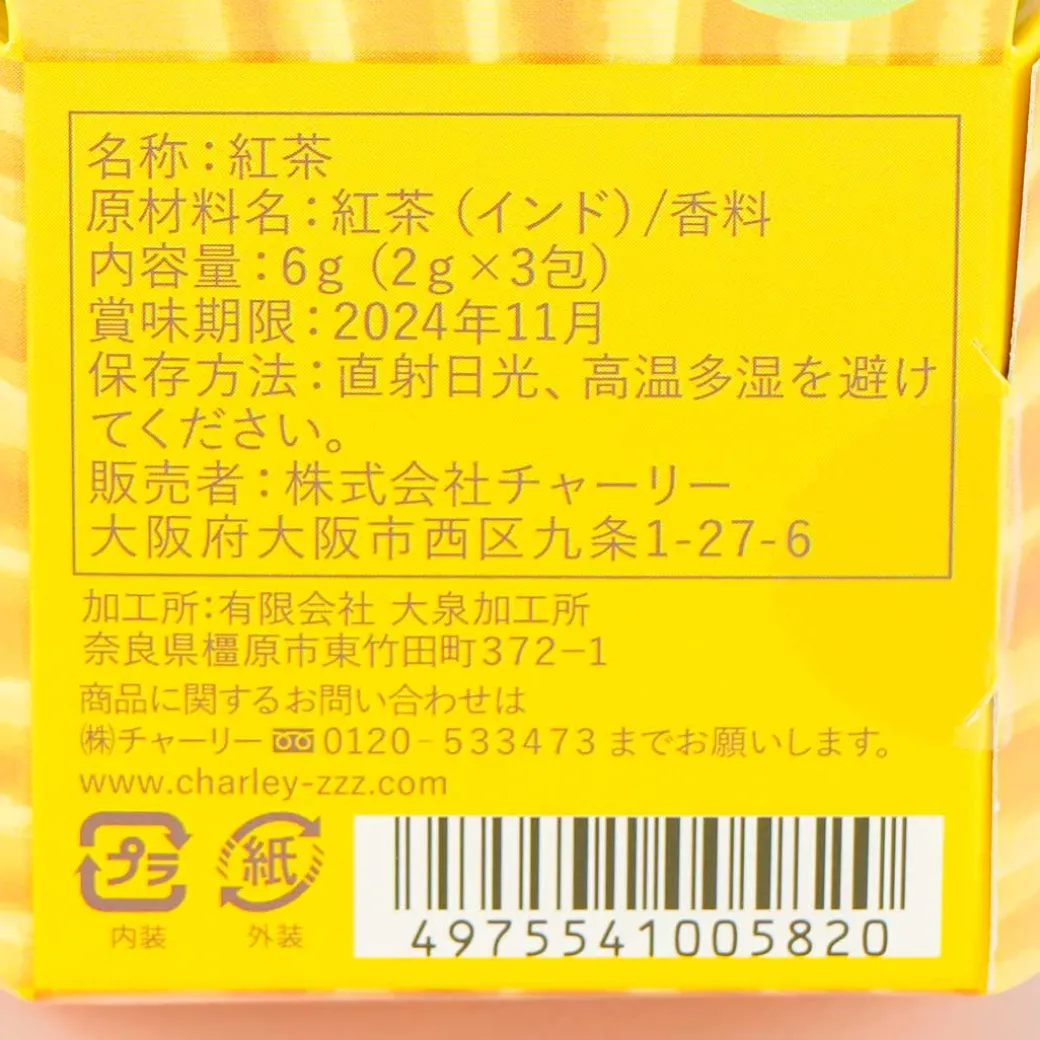 名称：紅茶
原材料名：紅茶（インド）/香料
内容量：6g（2g×3包）
賞味期限：2024年11月
保存方法：直射日光、高温多湿を避け
てください。
販売者：株式会社チャーリー
大阪府大阪市西区九条1-27-6
加工所：有限会社 大泉加工所
奈良県橿原市東竹田町372−1
商品に関するお問い合わせは
㈱チャーリー 0120−533473までお願いします。
www.charley-zzz.com
プラ 紙
内装 外装
4975541005820